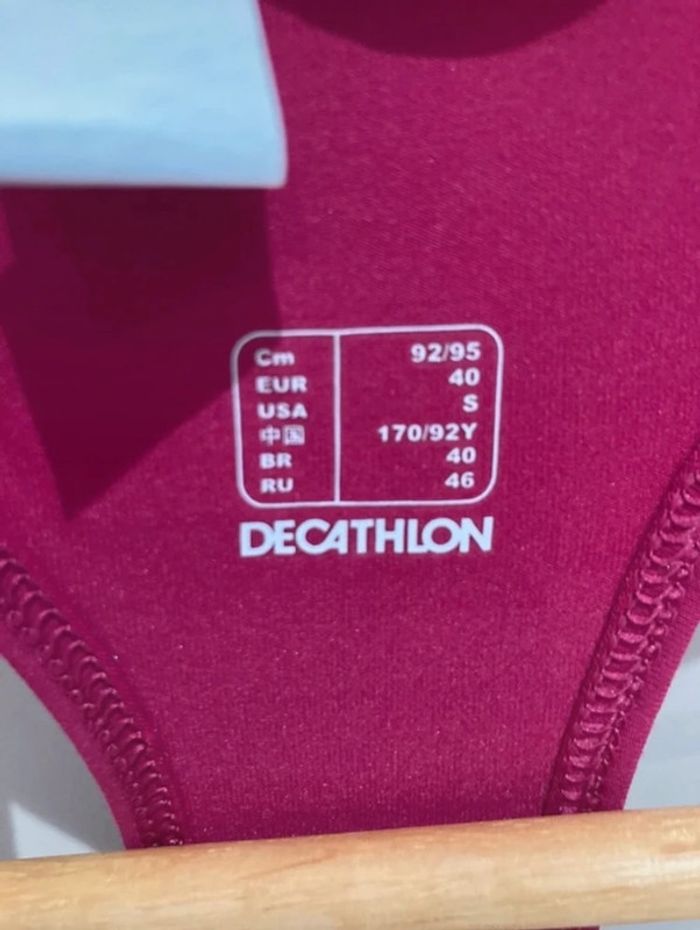 Cm 92/95
EUR 40
USA S
中国 170/92Y
BR 40
RU 46
DECATHLON